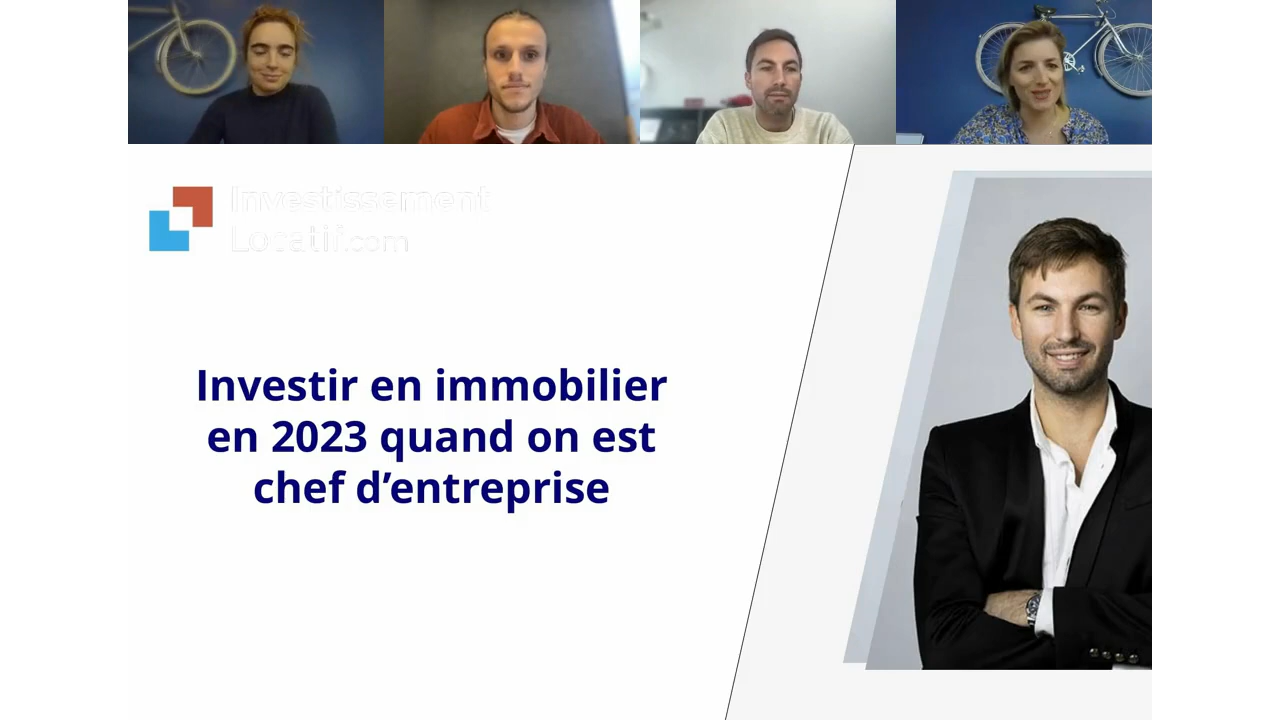 Investissement
Locatif.com
Investir en immobilier
en 2023 quand on est
chef d’entreprise